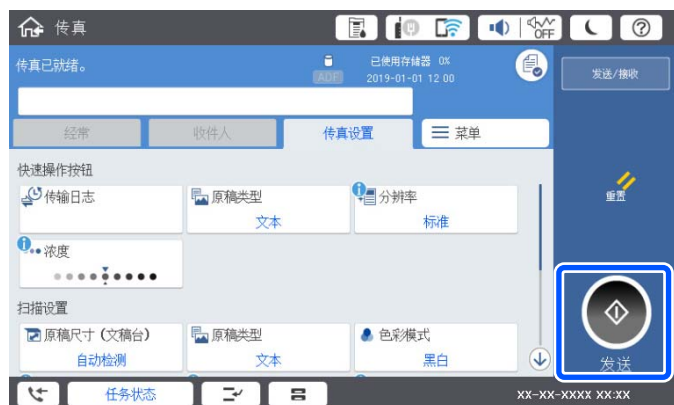 传真
OFF
传真已就绪。
已使用存储器 0%
ADF
2019-01-01 12 00
发送/接收
经常
收件人
传真设置
菜单
快速操作按钮
传输日志
原稿类型
文本
分辨率
标准
重置
浓度
扫描设置
原稿尺寸 (文稿台)
自动检测
原稿类型
文本
色彩模式
黑白
发送
任务状态
XX-XX-XXXX XX:XX